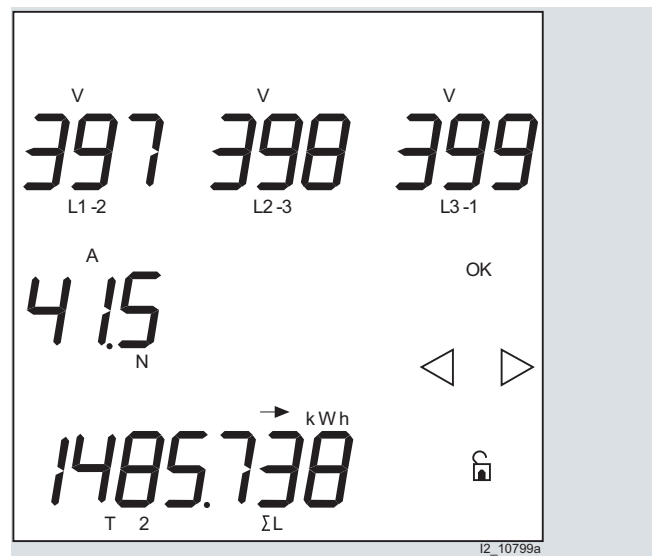 V V V
397 398 399
L1-2 L2-3 L3-1
A
OK
41.5
N
→ kWh
1485.738
T 2 ΣL
I2_10799a